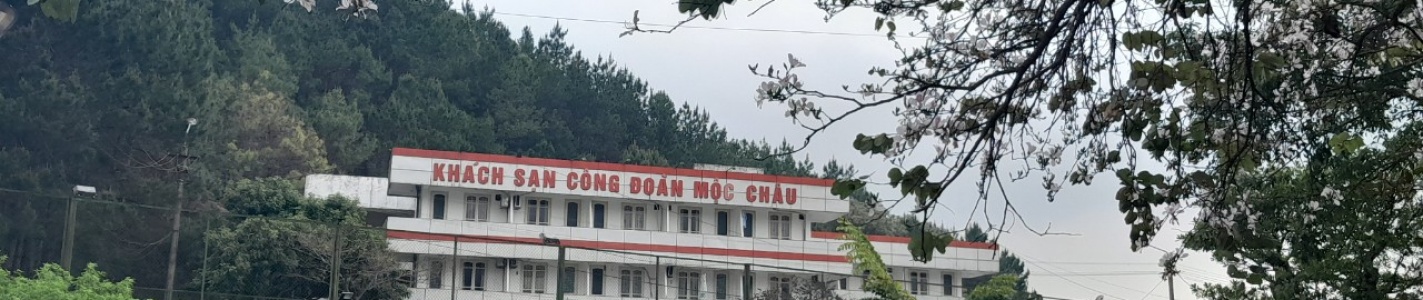 KHÁCH SẠN CÔNG ĐOÀN MỘC CHÂU